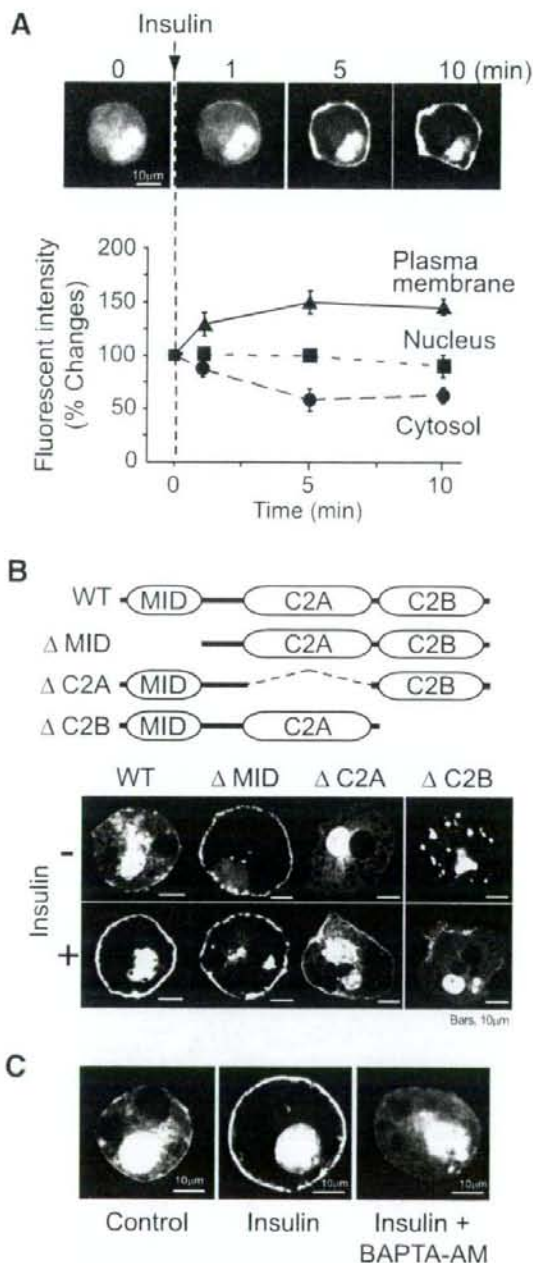 A
Insulin
0 1 5 10 (min)
10μm
Fluorescent intensity
(% Changes)
200
150
100
50
0
Plasma
membrane
Nucleus
Cytosol
0 5 10
Time (min)
B
WT MID C2A C2B
Δ MID C2A C2B
Δ C2A MID C2B
Δ C2B MID C2A
WT Δ MID Δ C2A Δ C2B
Insulin
-
+
Bars, 10μm
C
10μm 10μm 10μm
Control Insulin Insulin +
BAPTA-AM